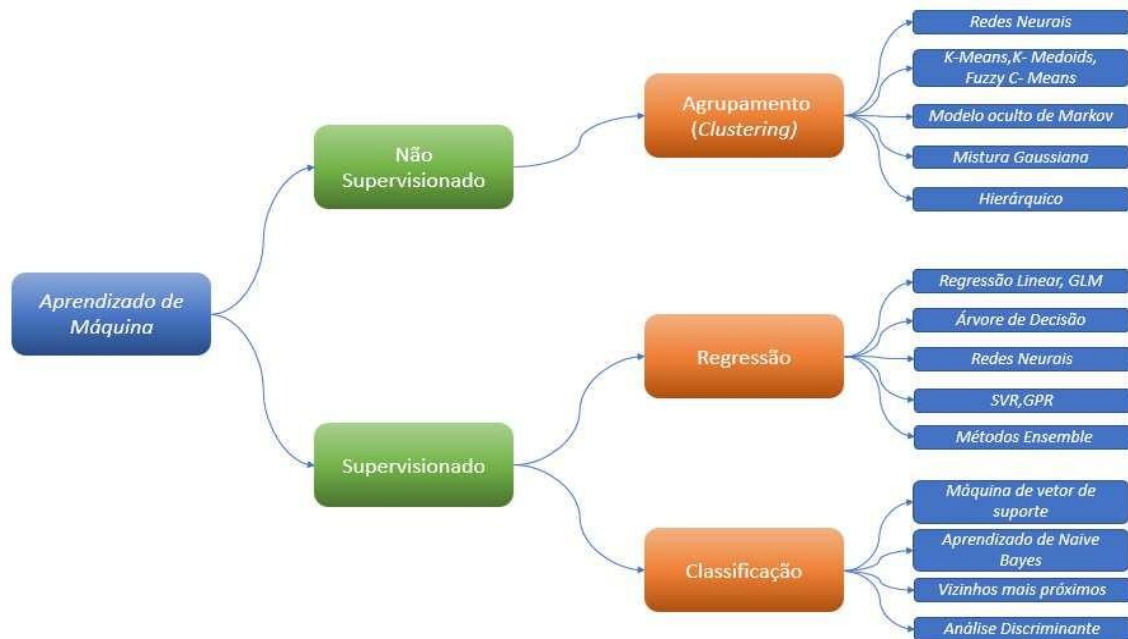 Aprendizado de
Máquina
Não
Supervisionado
Supervisionado
Agrupamento
(Clustering)
Regressão
Classificação
Redes Neurais
K-Means,K- Medoids,
Fuzzy C- Means
Modelo oculto de Markov
Mistura Gaussiana
Hierárquico
Regressão Linear, GLM
Árvore de Decisão
Redes Neurais
SVR,GPR
Métodos Ensemble
Máquina de vetor de
suporte
Aprendizado de Naive
Bayes
Vizinhos mais próximos
Análise Discriminante